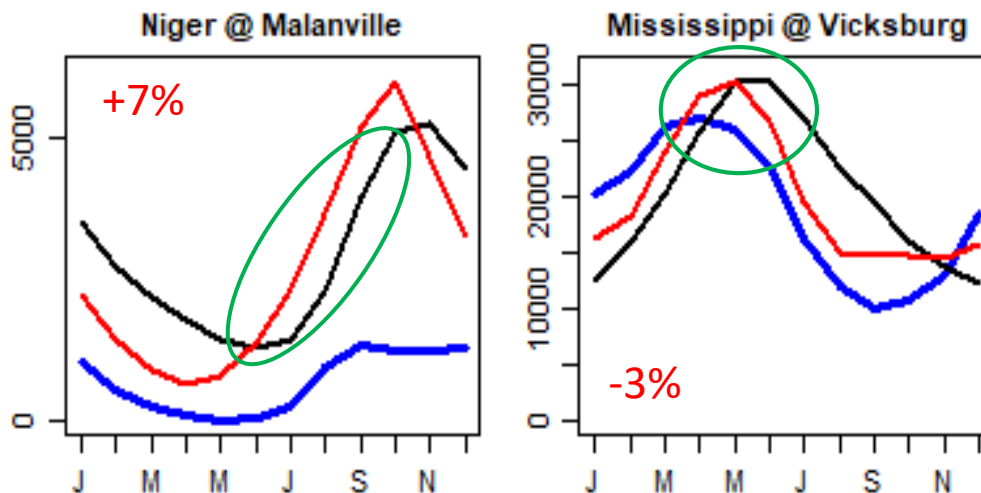 Niger @ Malanville
+7%
5000
0
J M M J S N
Mississippi @ Vicksburg
30000
20000
10000
0
-3%
J M M J S N